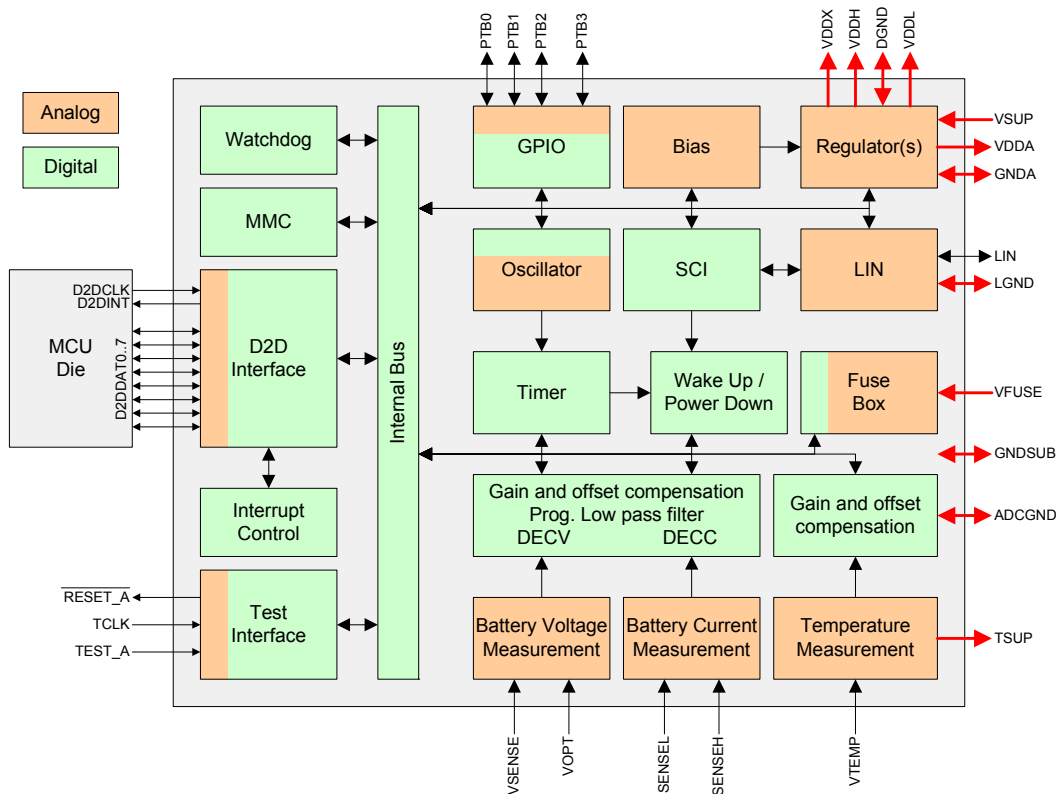 PTB0
PTB1
PTB2
PTB3
VDDX
VDDH
DGND
VDDL
Analog
Digital
Watchdog
GPIO
Bias
Regulator(s)
VSUP
VDDA
GNDA
MMC
Oscillator
SCI
LIN
LIN
LGND
D2DCLK
D2DINT
D2DDAT0..7
MCU
Die
D2D
Interface
Internal Bus
Timer
Wake Up /
Power Down
Fuse
Box
VFUSE
GNDSUB
Interrupt
Control
Gain and offset compensation
Prog. Low pass filter
DECV DECC
Gain and offset
compensation
ADCGND
RESET_A
TCLK
TEST_A
Test
Interface
Battery Voltage
Measurement
Battery Current
Measurement
Temperature
Measurement
TSUP
VSENSE
VOPT
SENSEL
SENSEH
VTEMP